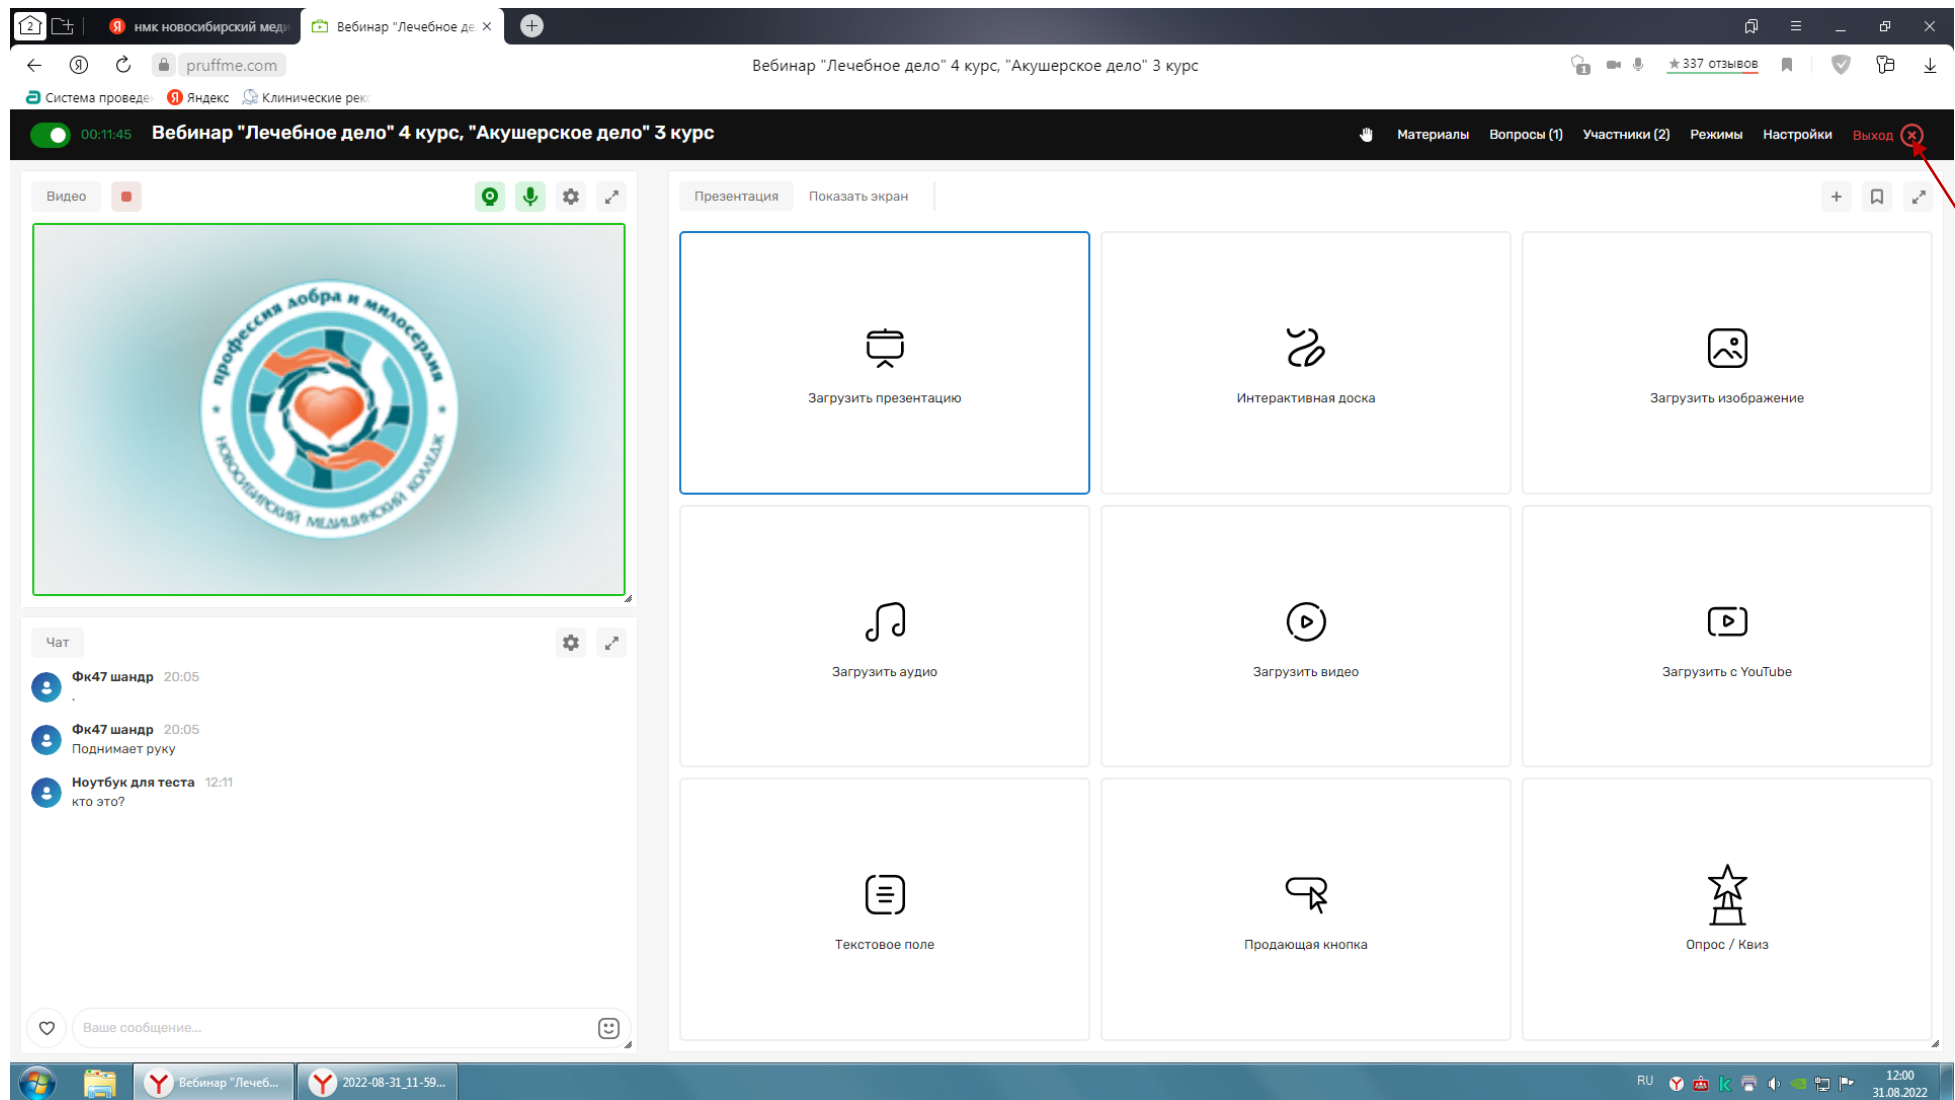 2
нмк новосибирский меди
Вебинар "Лечебное де
pruffme.com
Вебинар "Лечебное дело" 4 курс, "Акушерское дело" 3 курс
1
★ 337 отзывов
Система проведе
Яндекс
Клинические рек
00:11:45
Вебинар "Лечебное дело" 4 курс, "Акушерское дело" 3 курс
Материалы
Вопросы (1)
Участники (2)
Режимы
Настройки
Выход
Видео
профессия добра и милосердия
НОВОСИБИРСКИЙ МЕДИЦИНСКИЙ КОЛЛЕДЖ
Чат
Фк47 шандр 20:05
.
Фк47 шандр 20:05
Поднимает руку
Ноутбук для теста 12:11
кто это?
Ваше сообщение...
Презентация
Показать экран
Загрузить презентацию
Интерактивная доска
Загрузить изображение
Загрузить аудио
Загрузить видео
Загрузить с YouTube
Текстовое поле
Продающая кнопка
Опрос / Квиз
Вебинар "Лечеб...
2022-08-31_11-59...
RU
12:00
31.08.2022